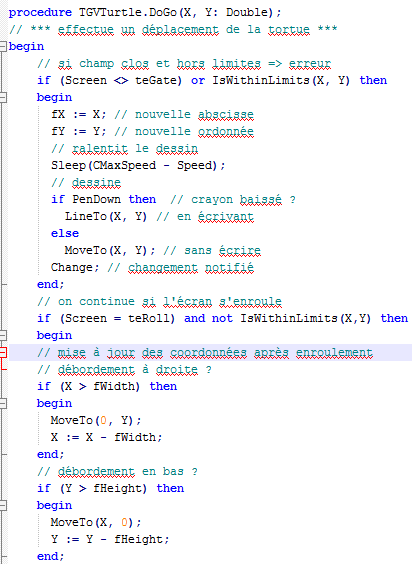 procedure TGVTurtle.DoGo(X, Y: Double);
// *** effectue un déplacement de la tortue ***
begin
// si champ clos et hors limites => erreur
if (Screen <> teGate) or IsWithinLimits(X, Y) then
begin
fX := X; // nouvelle abscisse
fY := Y; // nouvelle ordonnée
// ralentit le dessin
Sleep(CMaxSpeed - Speed);
// dessine
if PenDown then // crayon baissé ?
LineTo(X, Y) // en écrivant
else
MoveTo(X, Y); // sans écrire
Change; // changement notifié
end;
// on continue si l'écran s'enroule
if (Screen = teRoll) and not IsWithinLimits(X,Y) then
begin
// mise à jour des coordonnées après enroulement
// débordement à droite ?
if (X > fWidth) then
begin
MoveTo(0, Y);
X := X - fWidth;
end;
// débordement en bas ?
if (Y > fHeight) then
begin
MoveTo(X, 0);
Y := Y - fHeight;
end;